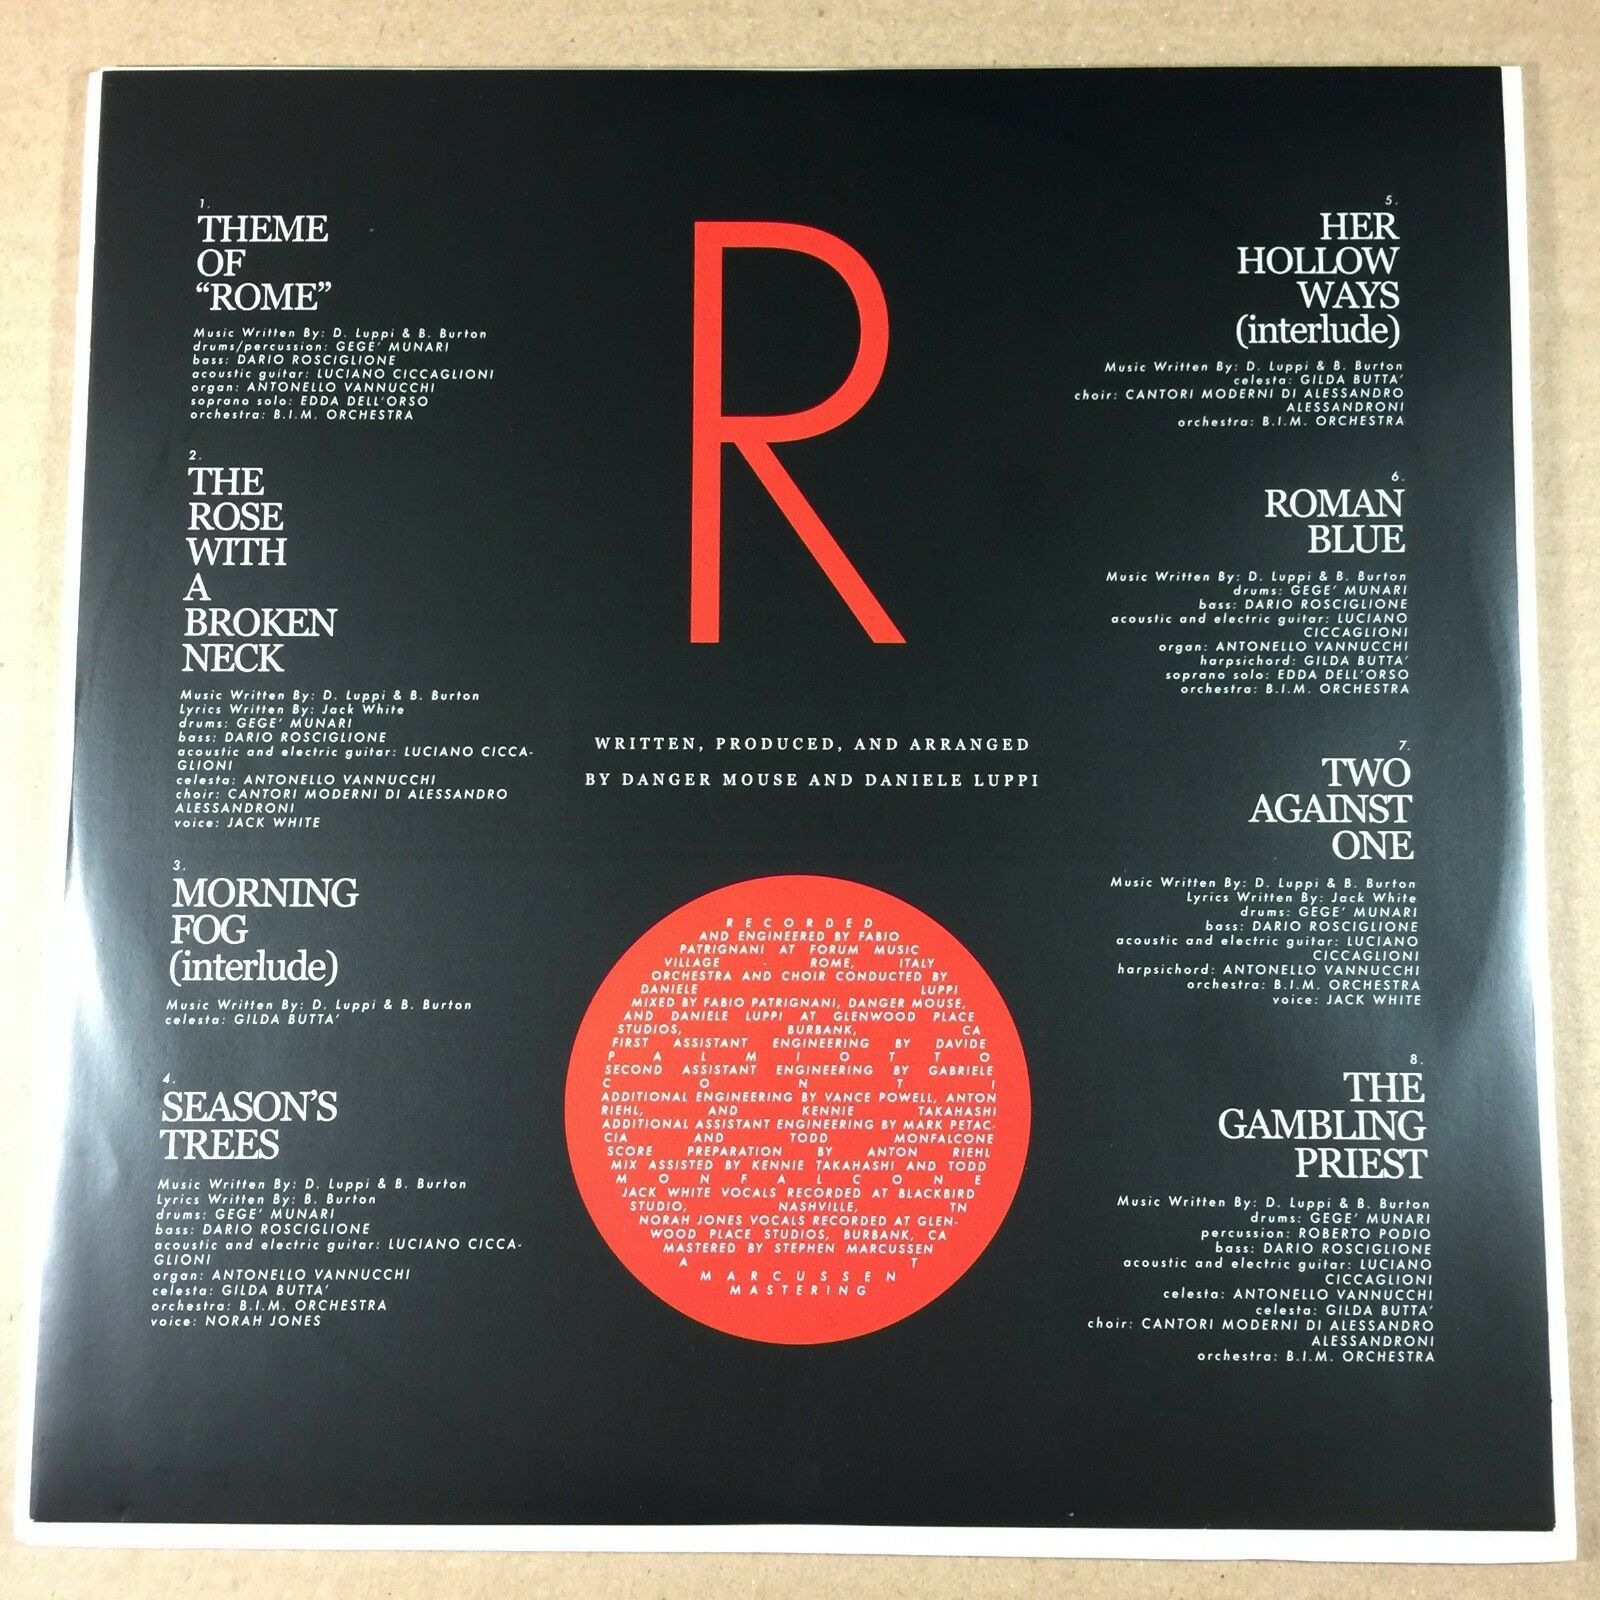 1.
THEME
OF
“ROME”
Music Written By: D. Luppi & B. Burton
drums/percussion: GEGE' MUNARI
bass: DARIO ROSCIGLIONE
acoustic guitar: LUCIANO CICCAGLIONI
organ: ANTONELLO VANNUCCHI
soprano solo: EDDA DELL'ORSO
orchestra: B.I.M. ORCHESTRA
2.
THE
ROSE
WITH
A
BROKEN
NECK
Music Written By: D. Luppi & B. Burton
Lyrics Written By: Jack White
drums: GEGE' MUNARI
bass: DARIO ROSCIGLIONE
acoustic and electric guitar: LUCIANO CICCA-
GLIONI
celesta: ANTONELLO VANNUCCHI
choir: CANTORI MODERNI DI ALESSANDRO
ALESSANDRONI
voice: JACK WHITE
3.
MORNING
FOG
(interlude)
Music Written By: D. Luppi & B. Burton
celesta: GILDA BUTTA'
4.
SEASON'S
TREES
Music Written By: D. Luppi & B. Burton
Lyrics Written By: B. Burton
drums: GEGE' MUNARI
bass: DARIO ROSCIGLIONE
acoustic and electric guitar: LUCIANO CICCA-
GLIONI
organ: ANTONELLO VANNUCCHI
celesta: GILDA BUTTA'
orchestra: B.I.M. ORCHESTRA
voice: NORAH JONES
R
WRITTEN, PRODUCED, AND ARRANGED
BY DANGER MOUSE AND DANIELE LUPPI
RECORDED
AND ENGINEERED BY FABIO
PATRIGNANI AT FORUM MUSIC
VILLAGE - ROME, ITALY
ORCHESTRA AND CHOIR CONDUCTED BY
DANIELE LUPPI
MIXED BY FABIO PATRIGNANI, DANGER MOUSE,
AND DANIELE LUPPI AT GLENWOOD PLACE
STUDIOS, BURBANK, CA
FIRST ASSISTANT ENGINEERING BY DAVIDE
PALMIOTTO
SECOND ASSISTANT ENGINEERING BY GABRIELE
CONTI
ADDITIONAL ENGINEERING BY VANCE POWELL, ANTON
RIEHL, AND KENNIE TAKAHASHI
ADDITIONAL ASSISTANT ENGINEERING BY MARK PETAC-
CIA AND TODD MONFALCONE
SCORE PREPARATION BY ANTON RIEHL
MIX ASSISTED BY KENNIE TAKAHASHI AND TODD
MONFALCONE
JACK WHITE VOCALS RECORDED AT BLACKBIRD
STUDIO, NASHVILLE, TN
NORAH JONES VOCALS RECORDED AT GLEN-
WOOD PLACE STUDIOS, BURBANK, CA
MASTERED BY STEPHEN MARCUSSEN
AT
MARCUSSEN
MASTERING
5.
HER
HOLLOW
WAYS
(interlude)
Music Written By: D. Luppi & B. Burton
celesta: GILDA BUTTA'
choir: CANTORI MODERNI DI ALESSANDRO
ALESSANDRONI
orchestra: B.I.M. ORCHESTRA
6.
ROMAN
BLUE
Music Written By: D. Luppi & B. Burton
drums: GEGE' MUNARI
bass: DARIO ROSCIGLIONE
acoustic and electric guitar: LUCIANO
CICCAGLIONI
organ: ANTONELLO VANNUCCHI
harpsichord: GILDA BUTTA'
soprano solo: EDDA DELL'ORSO
orchestra: B.I.M. ORCHESTRA
7.
TWO
AGAINST
ONE
Music Written By: D. Luppi & B. Burton
Lyrics Written By: Jack White
drums: GEGE' MUNARI
bass: DARIO ROSCIGLIONE
acoustic and electric guitar: LUCIANO
CICCAGLIONI
harpsichord: ANTONELLO VANNUCCHI
orchestra: B.I.M. ORCHESTRA
voice: JACK WHITE
8.
THE
GAMBLING
PRIEST
Music Written By: D. Luppi & B. Burton
drums: GEGE' MUNARI
percussion: ROBERTO PODIO
bass: DARIO ROSCIGLIONE
acoustic and electric guitar: LUCIANO
CICCAGLIONI
celesta: ANTONELLO VANNUCCHI
celesta: GILDA BUTTA'
choir: CANTORI MODERNI DI ALESSANDRO
ALESSANDRONI
orchestra: B.I.M. ORCHESTRA